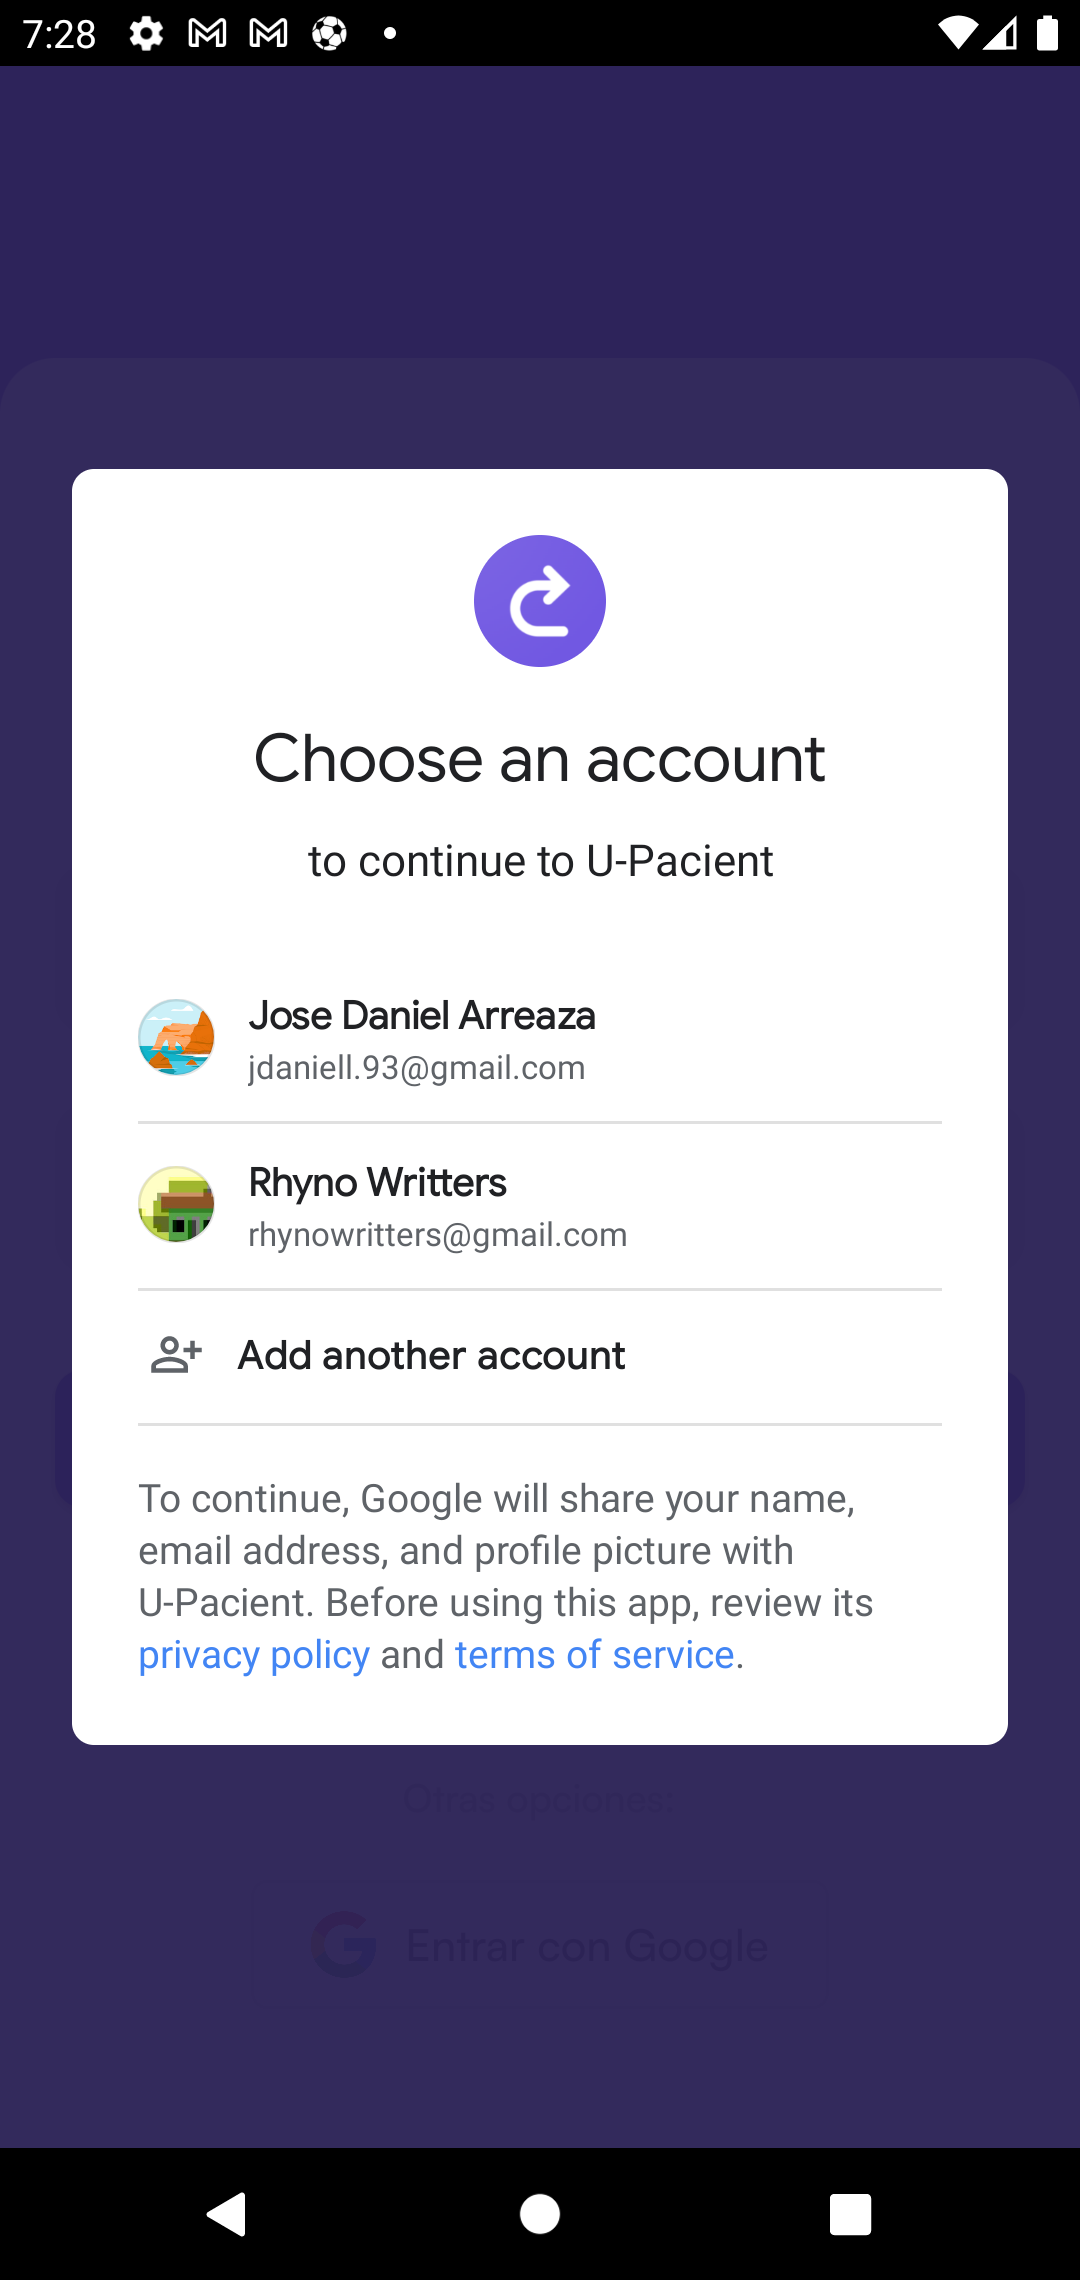 7:28
Choose an account
to continue to U-Pacient
Jose Daniel Arreaza
jdaniell.93@gmail.com
Rhyno Writters
rhynowritters@gmail.com
Add another account
To continue, Google will share your name,
email address, and profile picture with
U-Pacient. Before using this app, review its
privacy policy and terms of service.
Otras opciones:
Entrar con Google